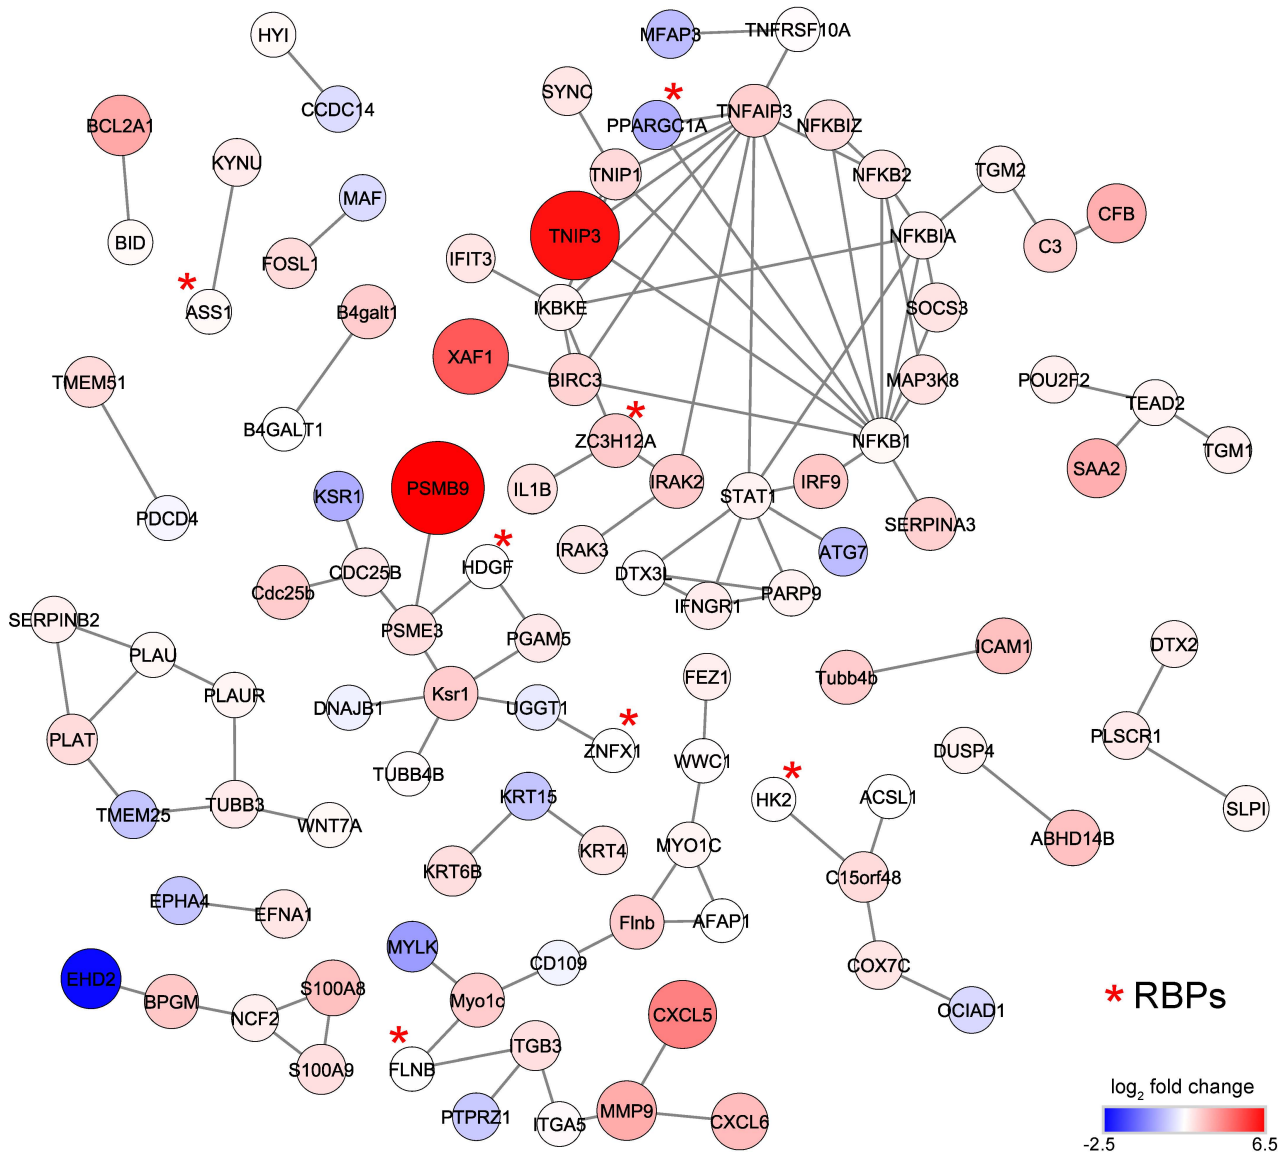 HYI
MFAP3
TNFRSF10A
SYNC
*
CCDC14
BCL2A1
PPARGC1A
TNFAIP3
NFKBIZ
KYNU
TNIP1
NFKB2
TGM2
MAF
CFB
BID
TNIP3
NFKBIA
C3
FOSL1
IFIT3
*
ASS1
B4galt1
IKBKE
SOCS3
XAF1
TMEM51
BIRC3
MAP3K8
POU2F2
TEAD2
*
B4GALT1
ZC3H12A
NFKB1
TGM1
SAA2
PSMB9
IL1B
IRAK2
IRF9
KSR1
STAT1
PDCD4
SERPINA3
*
IRAK3
ATG7
HDGF
CDC25B
DTX3L
Cdc25b
PARP9
IFNGR1
SERPINB2
PSME3
PGAM5
DTX2
ICAM1
PLAU
FEZ1
Tubb4b
PLAUR
Ksr1
DNAJB1
UGGT1
*
PLSCR1
PLAT
ZNFX1
DUSP4
WWC1
TUBB4B
*
KRT15
HK2
ACSL1
TMEM25
TUBB3
SLPI
WNT7A
ABHD14B
MYO1C
KRT4
KRT6B
C15orf48
EPHA4
EFNA1
Flnb
AFAP1
MYLK
CD109
COX7C
EHD2
S100A8
BPGM
Myo1c
* RBPs
OCIAD1
NCF2
CXCL5
*
ITGB3
FLNB
S100A9
log2 fold change
MMP9
PTPRZ1
ITGA5
CXCL6
-2.5
6.5